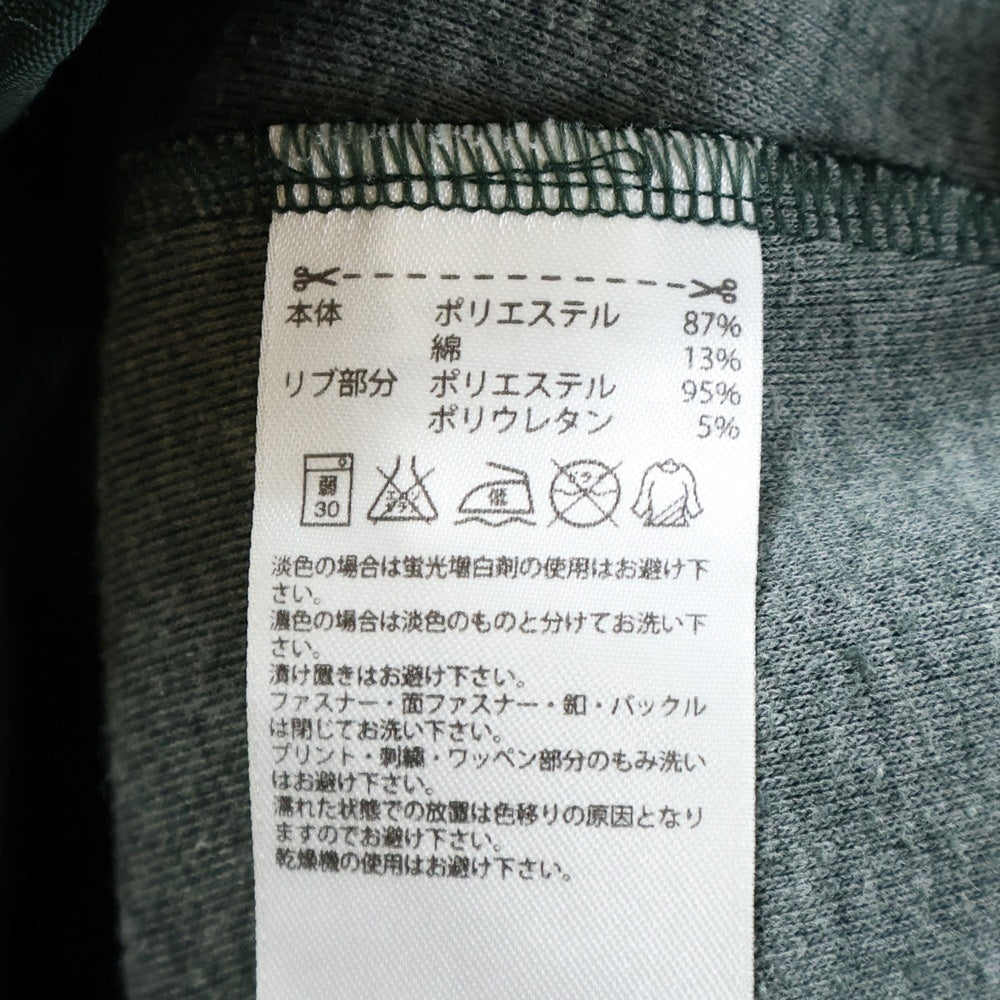 本体 ポリエステル 87%
綿 13%
リブ部分 ポリエステル 95%
ポリウレタン 5%
弱 エンソ 低 ドライ
30 サラシ
淡色の場合は蛍光増白剤の使用はお避け下
さい。
濃色の場合は淡色のものと分けてお洗い下
さい。
漬け置きはお避け下さい。
ファスナー・面ファスナー・釦・バックル
は閉じてお洗い下さい。
プリント・刺繍・ワッペン部分のもみ洗い
はお避け下さい。
濡れた状態での放置は色移りの原因となり
ますのでお避け下さい。
乾燥機の使用はお避け下さい。